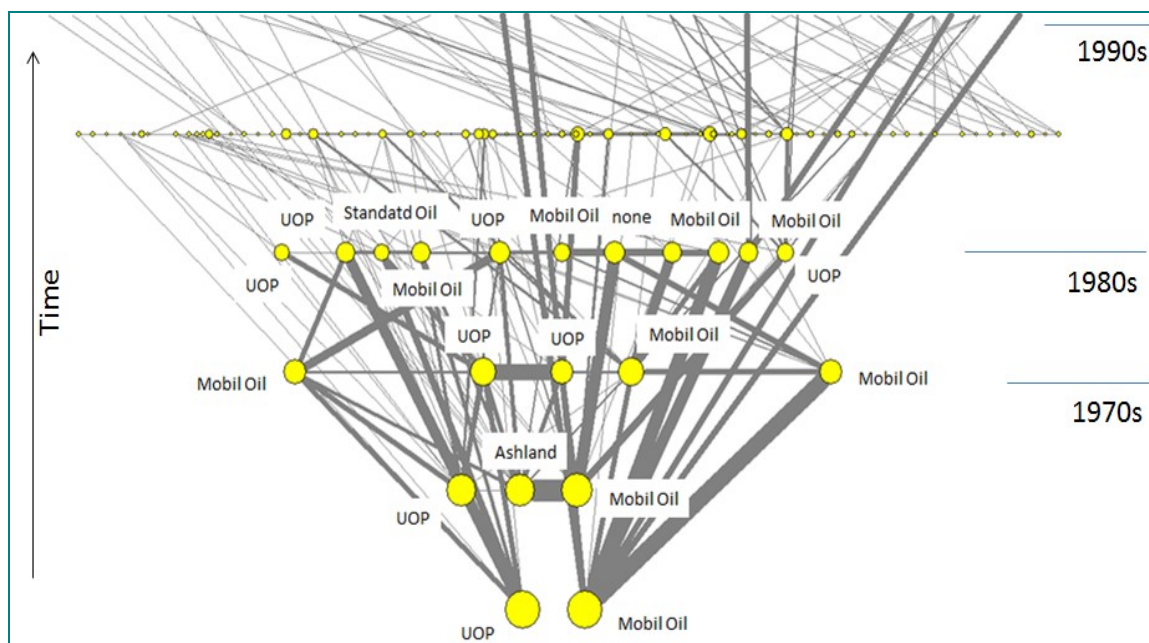 1990s
Time
UOP
Standatd Oil
UOP
Mobil Oil
none
Mobil Oil
Mobil Oil
UOP
Mobil Oil
UOP
1980s
UOP
UOP
Mobil Oil
Mobil Oil
Mobil Oil
1970s
Ashland
UOP
Mobil Oil
UOP
Mobil Oil